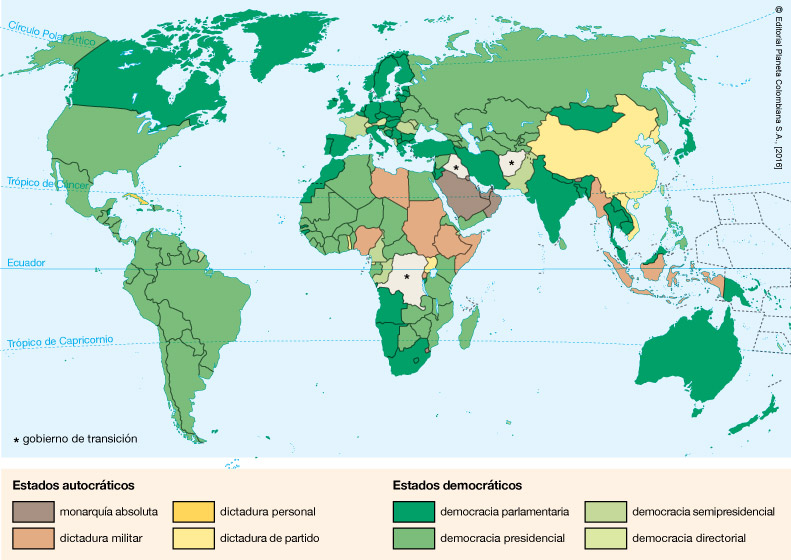 © Editorial Planeta Colombiana S.A., [2016]
Círculo Polar Ártico
Trópico de Cáncer
Ecuador
Trópico de Capricornio
* * *
* gobierno de transición
Estados autocráticos
monarquía absoluta
dictadura personal
dictadura militar
dictadura de partido
Estados democráticos
democracia parlamentaria
democracia semipresidencial
democracia presidencial
democracia directorial